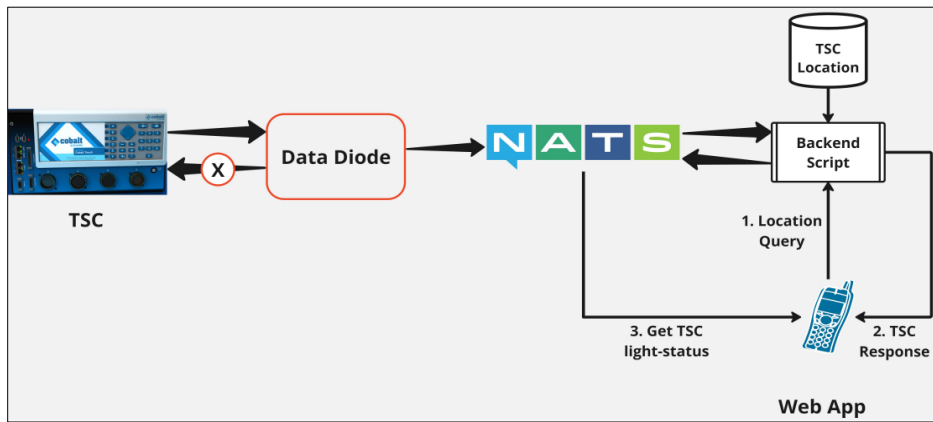 TSC
Location
cobalt
Data Diode
NATS
Backend
Script
X
TSC
1. Location
Query
3. Get TSC
light-status
2. TSC
Response
Web App